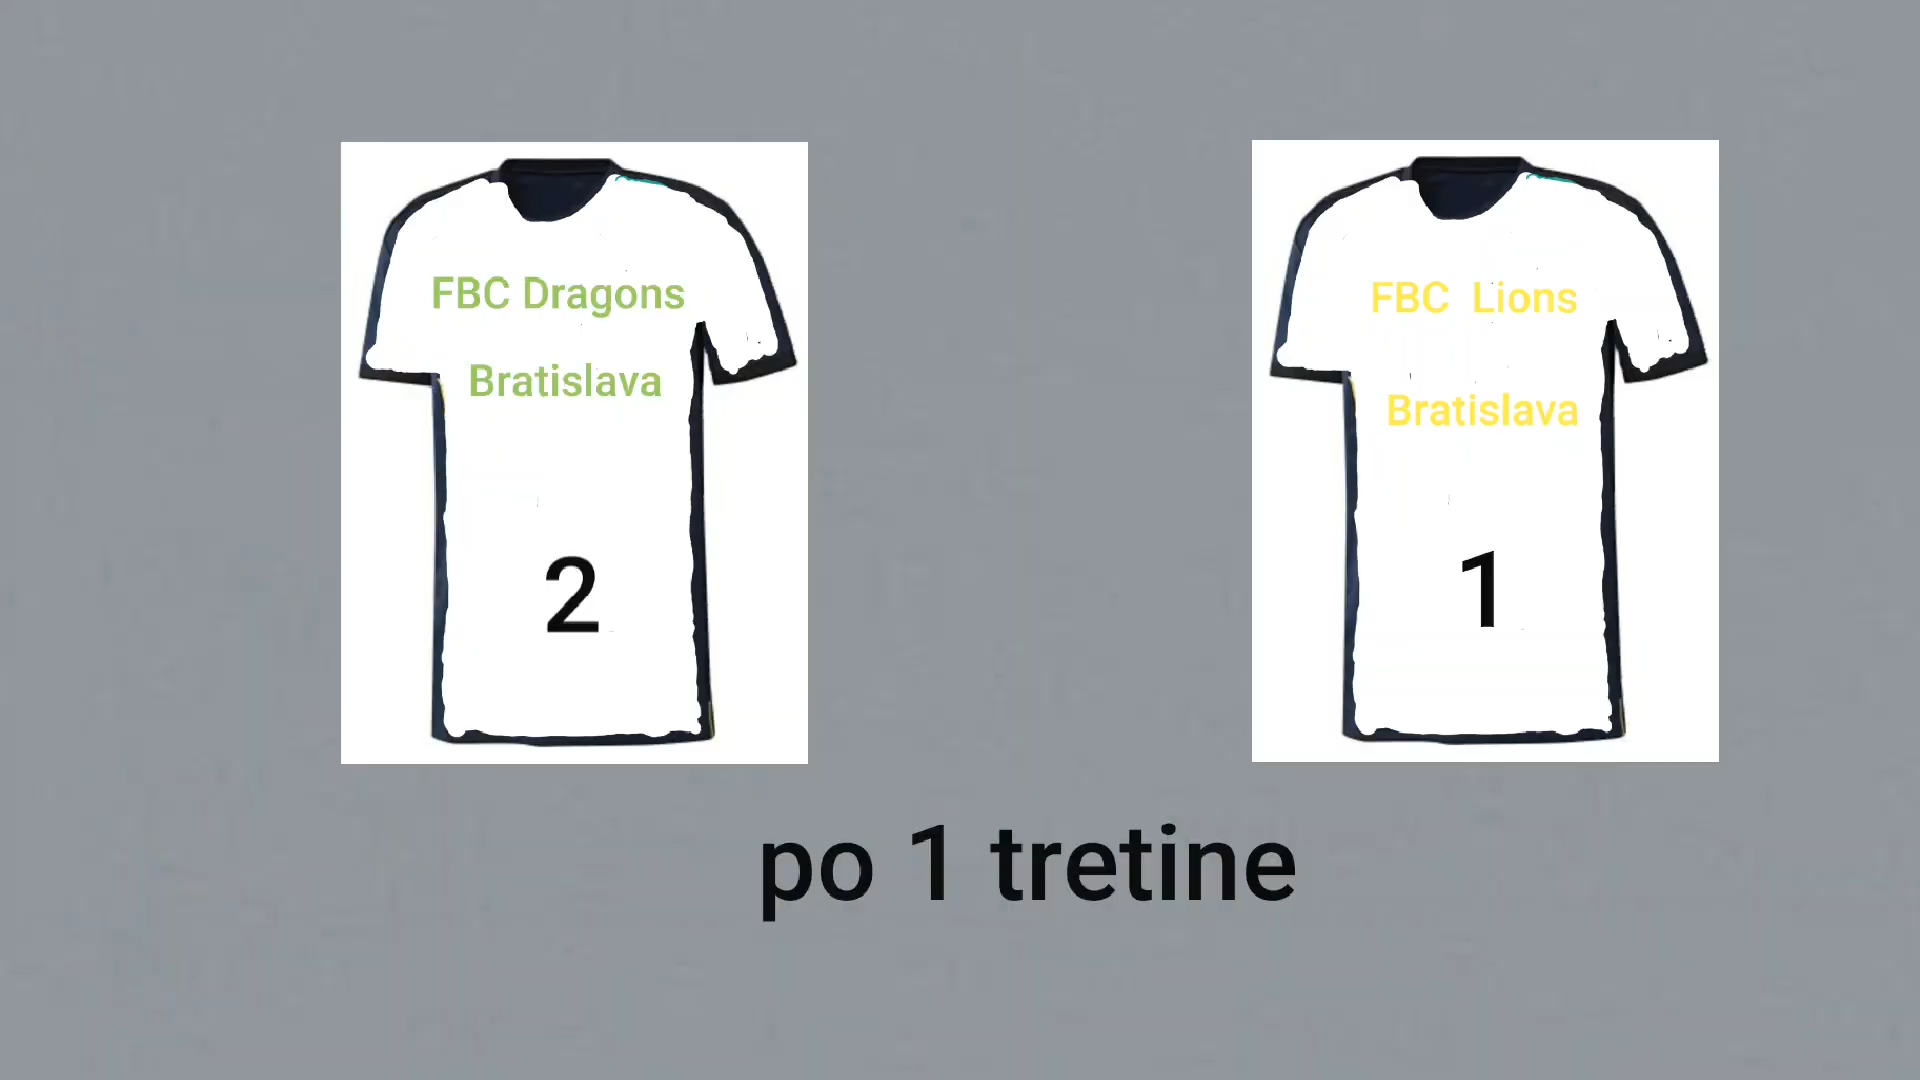 FBC Dragons
Bratislava
2
FBC Lions
Bratislava
1
po 1 tretine